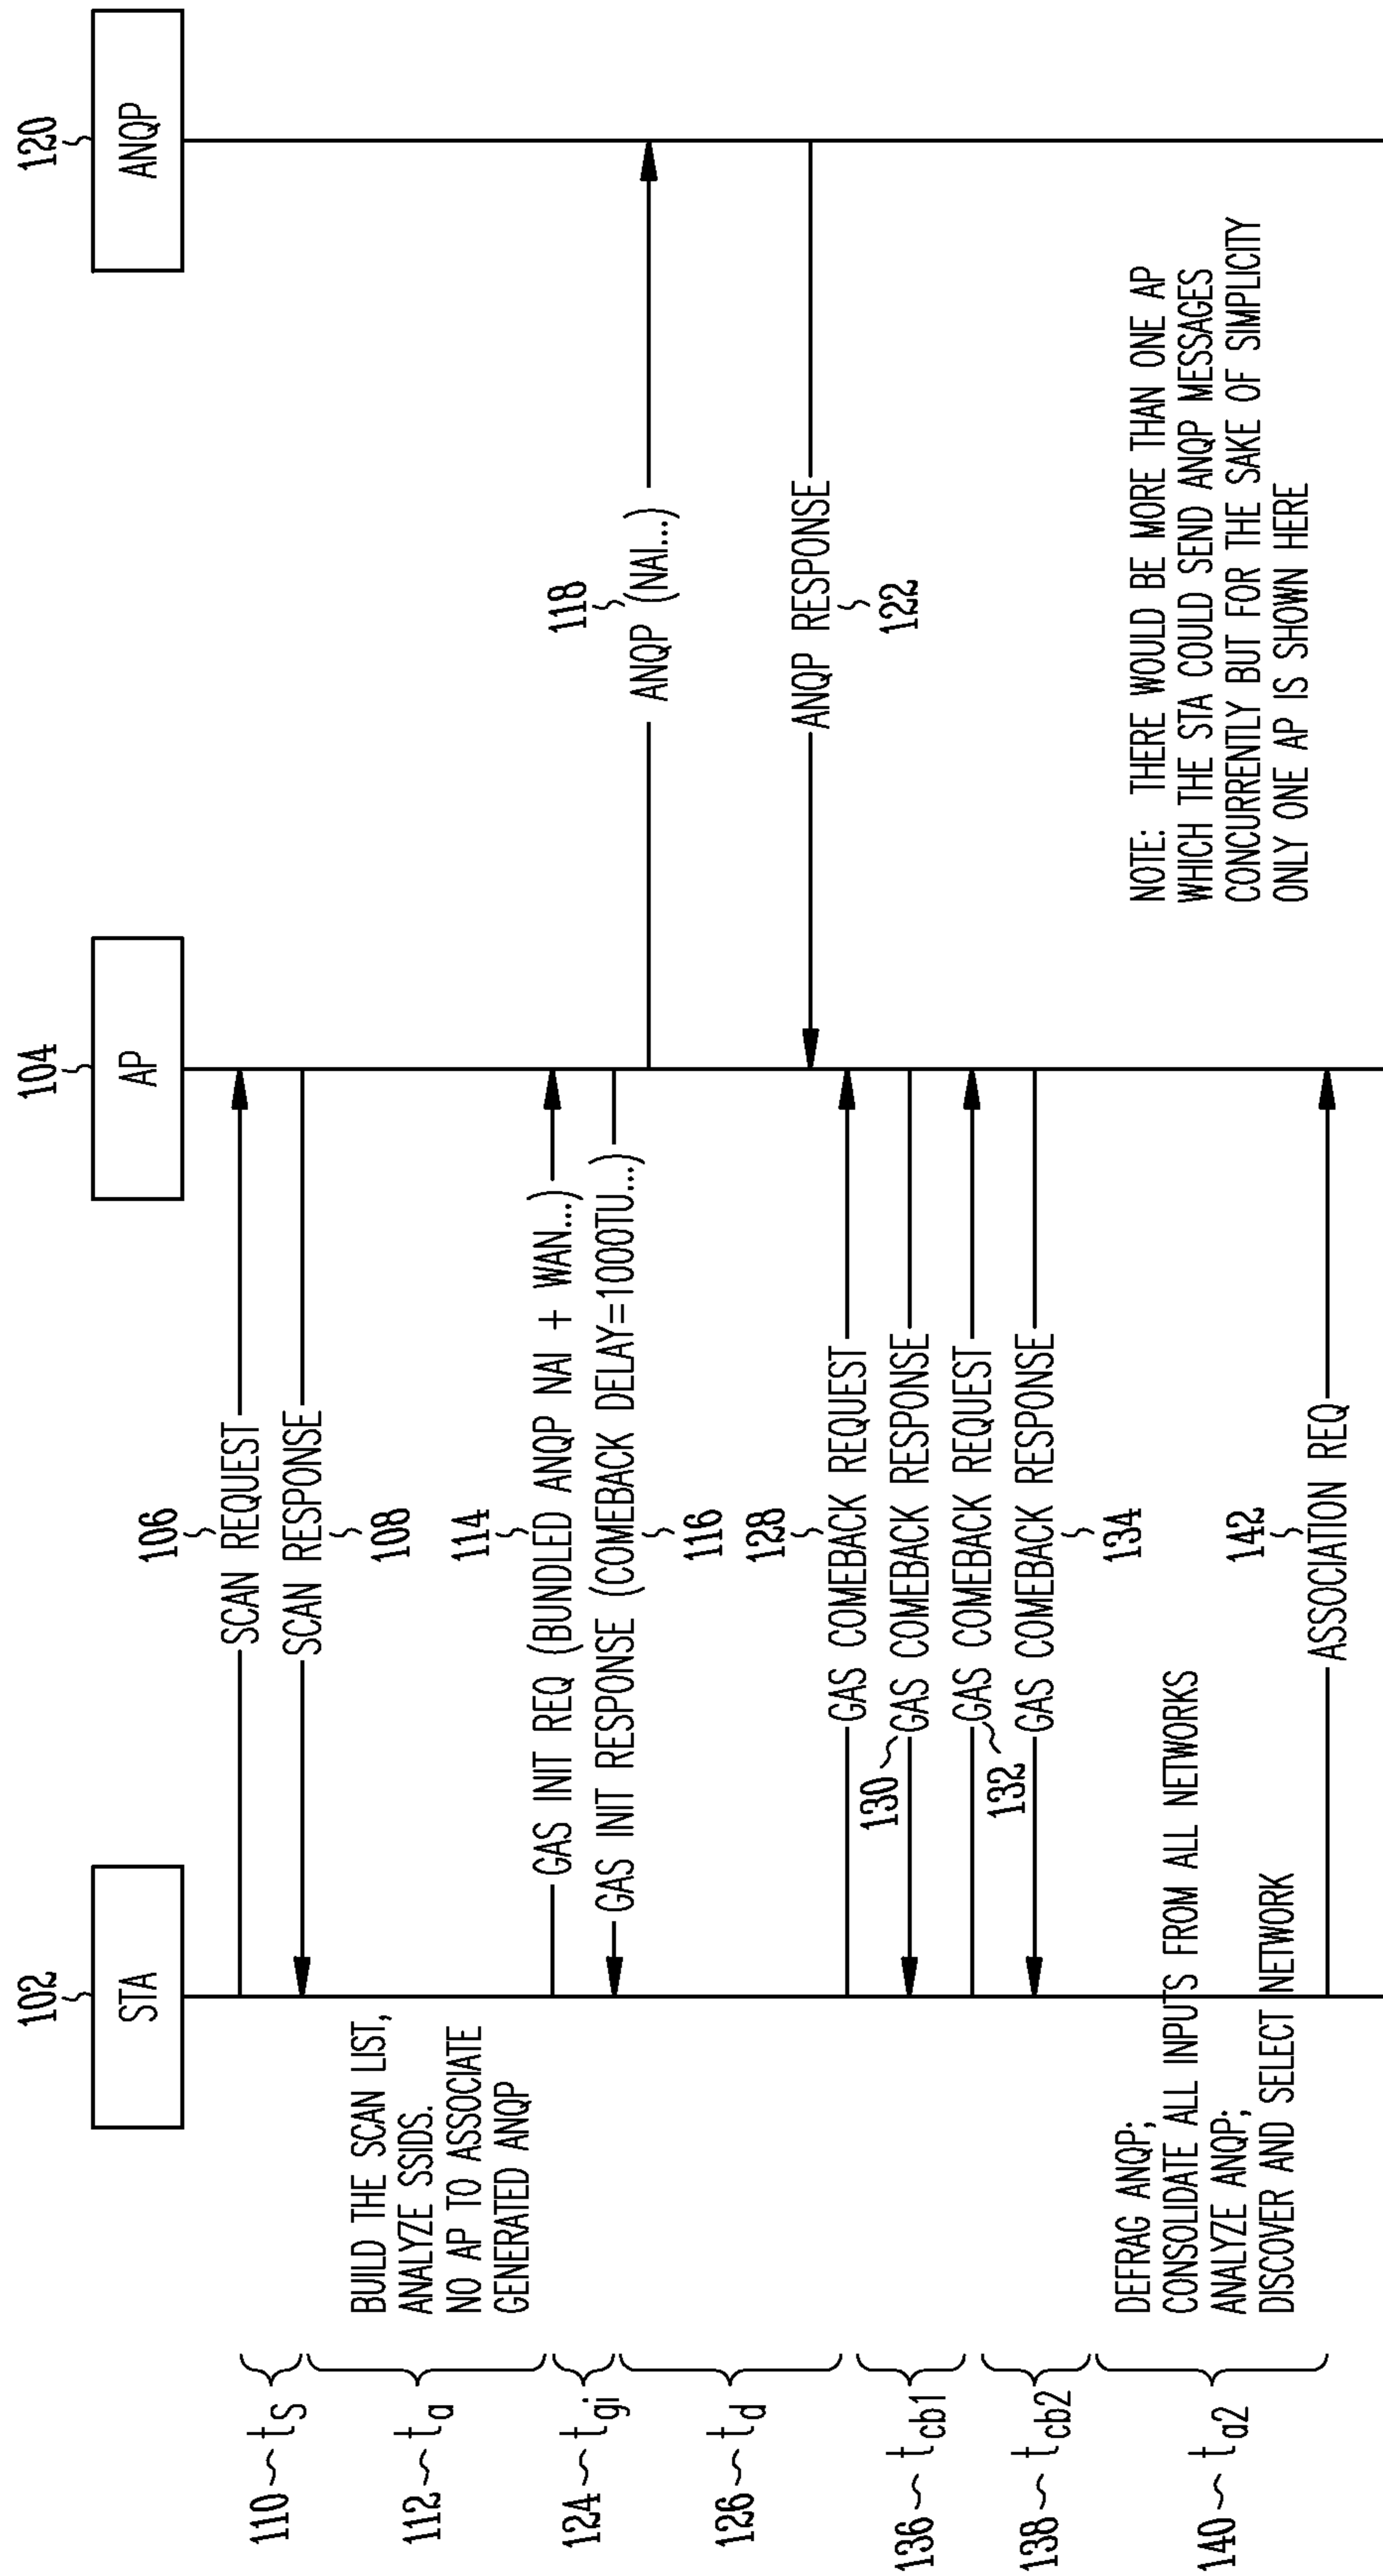 102
STA
104
AP
120
ANQP
110
tS
106
SCAN REQUEST
SCAN RESPONSE
108
112
ta
BUILD THE SCAN LIST,
ANALYZE SSIDS.
NO AP TO ASSOCIATE
GENERATED ANQP
124
tgi
114
GAS INIT REQ (BUNDLED ANQP NAI + WAN...)
GAS INIT RESPONSE (COMEBACK DELAY=1000TU...)
116
118
ANQP (NAI...)
126
td
ANQP RESPONSE
122
128
GAS COMEBACK REQUEST
136
tcb1
130
GAS COMEBACK RESPONSE
GAS COMEBACK REQUEST
132
138
tcb2
GAS COMEBACK RESPONSE
134
140
ta2
DEFRAG ANQP;
CONSOLIDATE ALL INPUTS FROM ALL NETWORKS
ANALYZE ANQP;
DISCOVER AND SELECT NETWORK
142
ASSOCIATION REQ
NOTE: THERE WOULD BE MORE THAN ONE AP
WHICH THE STA COULD SEND ANQP MESSAGES
CONCURRENTLY BUT FOR THE SAKE OF SIMPLICITY
ONLY ONE AP IS SHOWN HERE